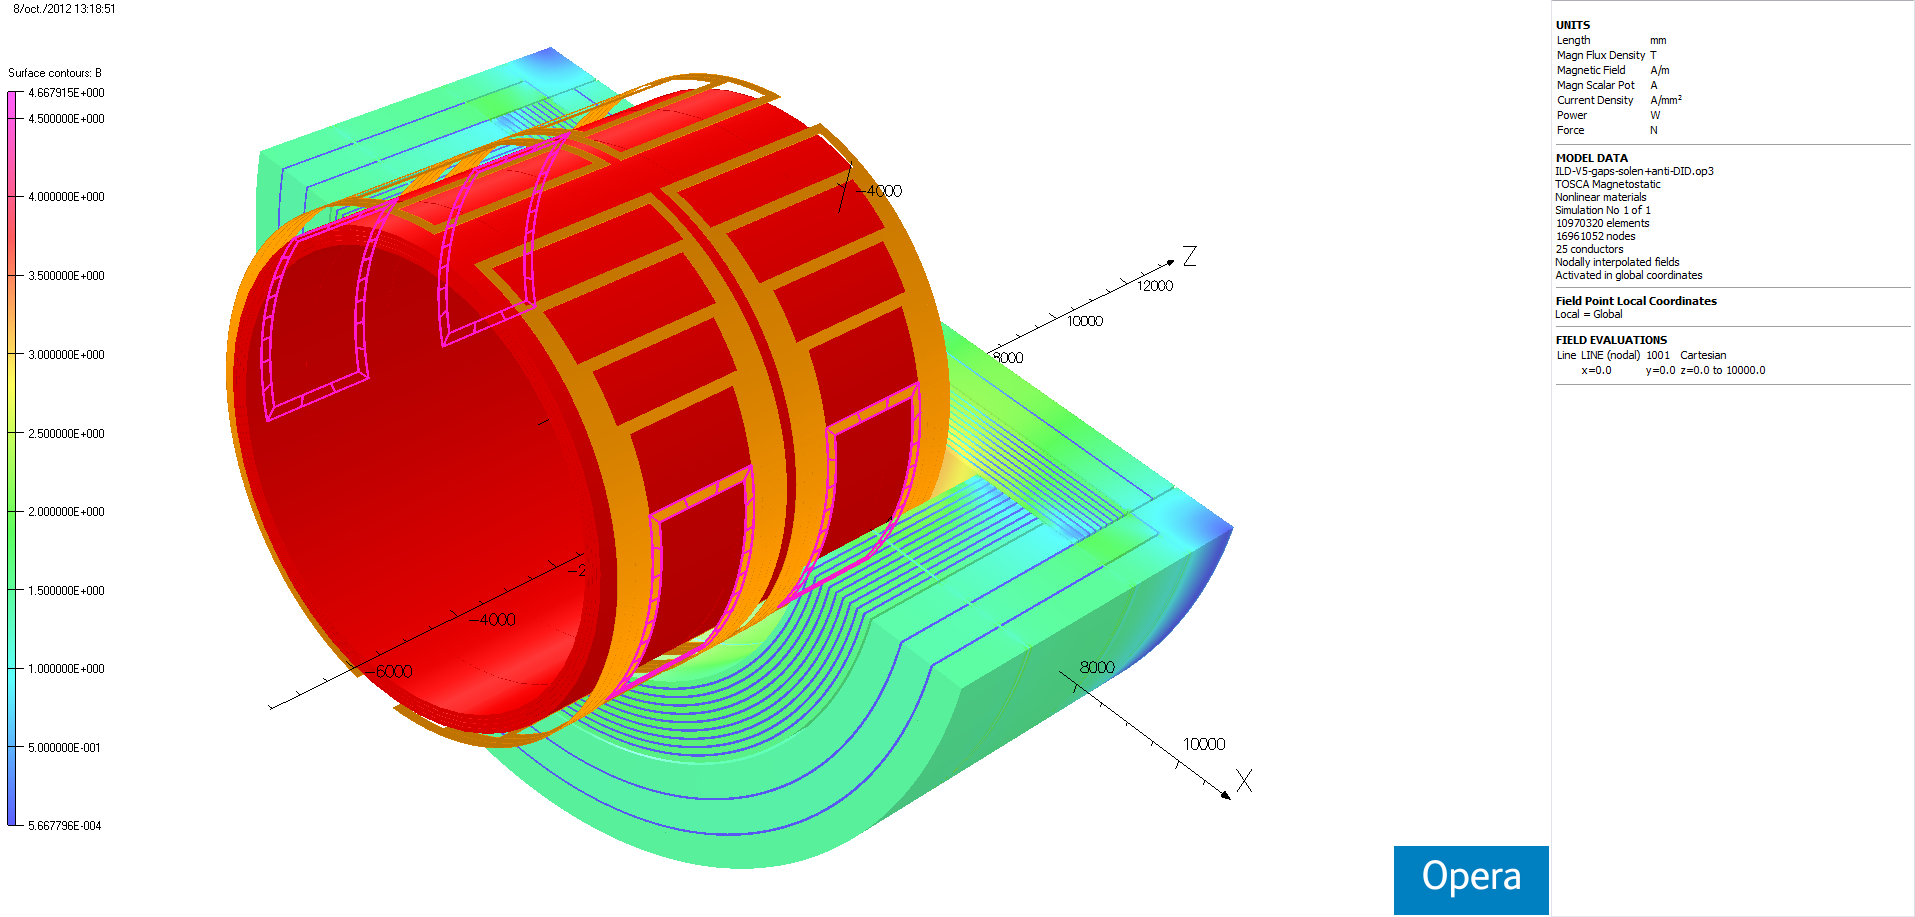 8/oct./2012 13:18:51
Surface contours: B
4.667915E+000
4.500000E+000
4.000000E+000
3.500000E+000
3.000000E+000
2.500000E+000
2.000000E+000
1.500000E+000
1.000000E+000
5.000000E-001
5.667796E-004
-4000
Z
12000
10000
8000
-2
-4000
-6000
8000
10000
X
Opera
UNITS
Length mm
Magn Flux Density T
Magnetic Field A/m
Magn Scalar Pot A
Current Density A/mm²
Power W
Force N
MODEL DATA
ILD-V5-gaps-solen+anti-DID.op3
TOSCA Magnetostatic
Nonlinear materials
Simulation No 1 of 1
10970320 elements
16961052 nodes
25 conductors
Nodally interpolated fields
Activated in global coordinates
Field Point Local Coordinates
Local = Global
FIELD EVALUATIONS
Line LINE (nodal) 1001 Cartesian
x=0.0 y=0.0 z=0.0 to 10000.0